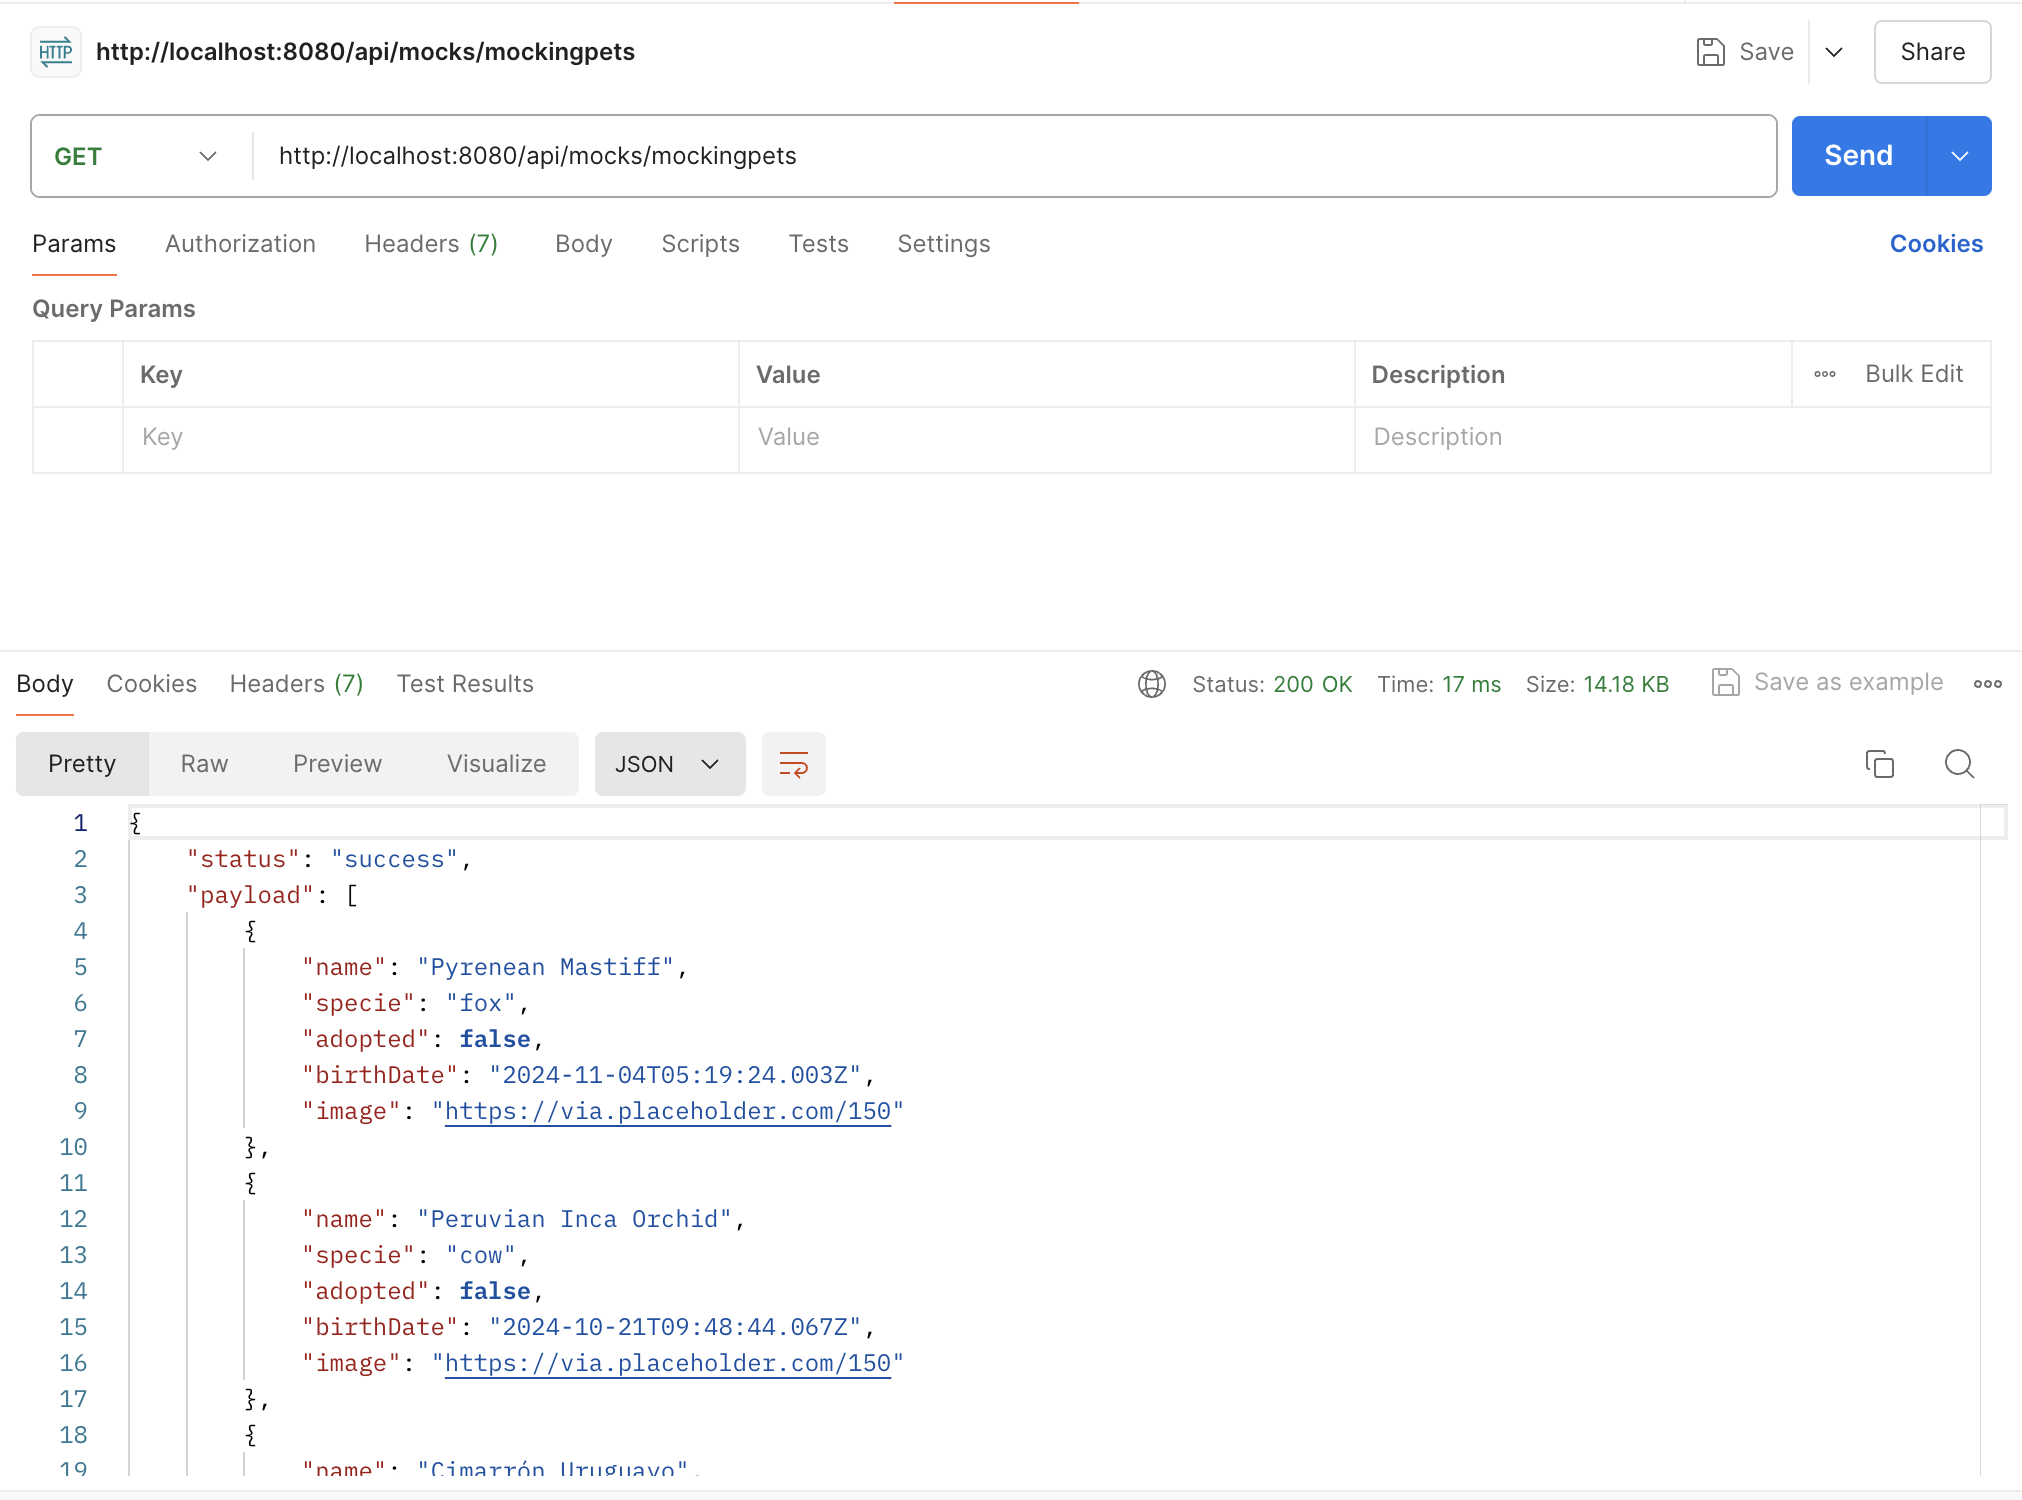 HTTP http://localhost:8080/api/mocks/mockingpets Save Share
GET http://localhost:8080/api/mocks/mockingpets Send
Params Authorization Headers (7) Body Scripts Tests Settings Cookies
Query Params
Key Value Description Bulk Edit
Key Value Description
Body Cookies Headers (7) Test Results Status: 200 OK Time: 17 ms Size: 14.18 KB Save as example
Pretty Raw Preview Visualize JSON
1 {
2 "status": "success",
3 "payload": [
4 {
5 "name": "Pyrenean Mastiff",
6 "specie": "fox",
7 "adopted": false,
8 "birthDate": "2024-11-04T05:19:24.003Z",
9 "image": "https://via.placeholder.com/150"
10 },
11 {
12 "name": "Peruvian Inca Orchid",
13 "specie": "cow",
14 "adopted": false,
15 "birthDate": "2024-10-21T09:48:44.067Z",
16 "image": "https://via.placeholder.com/150"
17 },
18 {
19 "name": "Cimarrón Uruguayo",